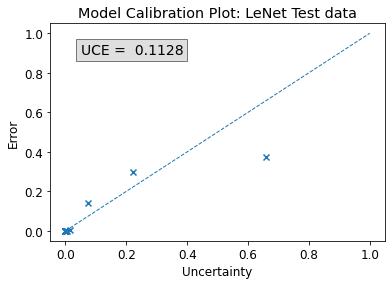 Model Calibration Plot: LeNet Test data
UCE =  0.1128
Error
1.0
0.8
0.6
0.4
0.2
0.0
0.0 0.2 0.4 0.6 0.8 1.0
Uncertainty